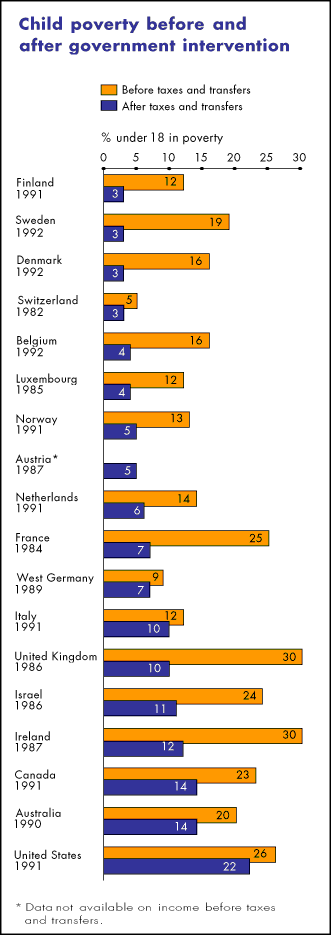 Child poverty before and
after government intervention
Before taxes and transfers
After taxes and transfers
% under 18 in poverty
0 5 10 15 20 25 30
Finland
1991
12
3
Sweden
1992
19
3
Denmark
1992
16
3
Switzerland
1982
5
3
Belgium
1992
16
4
Luxembourg
1985
12
4
Norway
1991
13
5
Austria*
1987
5
Netherlands
1991
14
6
France
1984
25
7
West Germany
1989
9
7
Italy
1991
12
10
United Kingdom
1986
30
10
Israel
1986
24
11
Ireland
1987
30
12
Canada
1991
23
14
Australia
1990
20
14
United States
1991
26
22
* Data not available on income before taxes
and transfers.